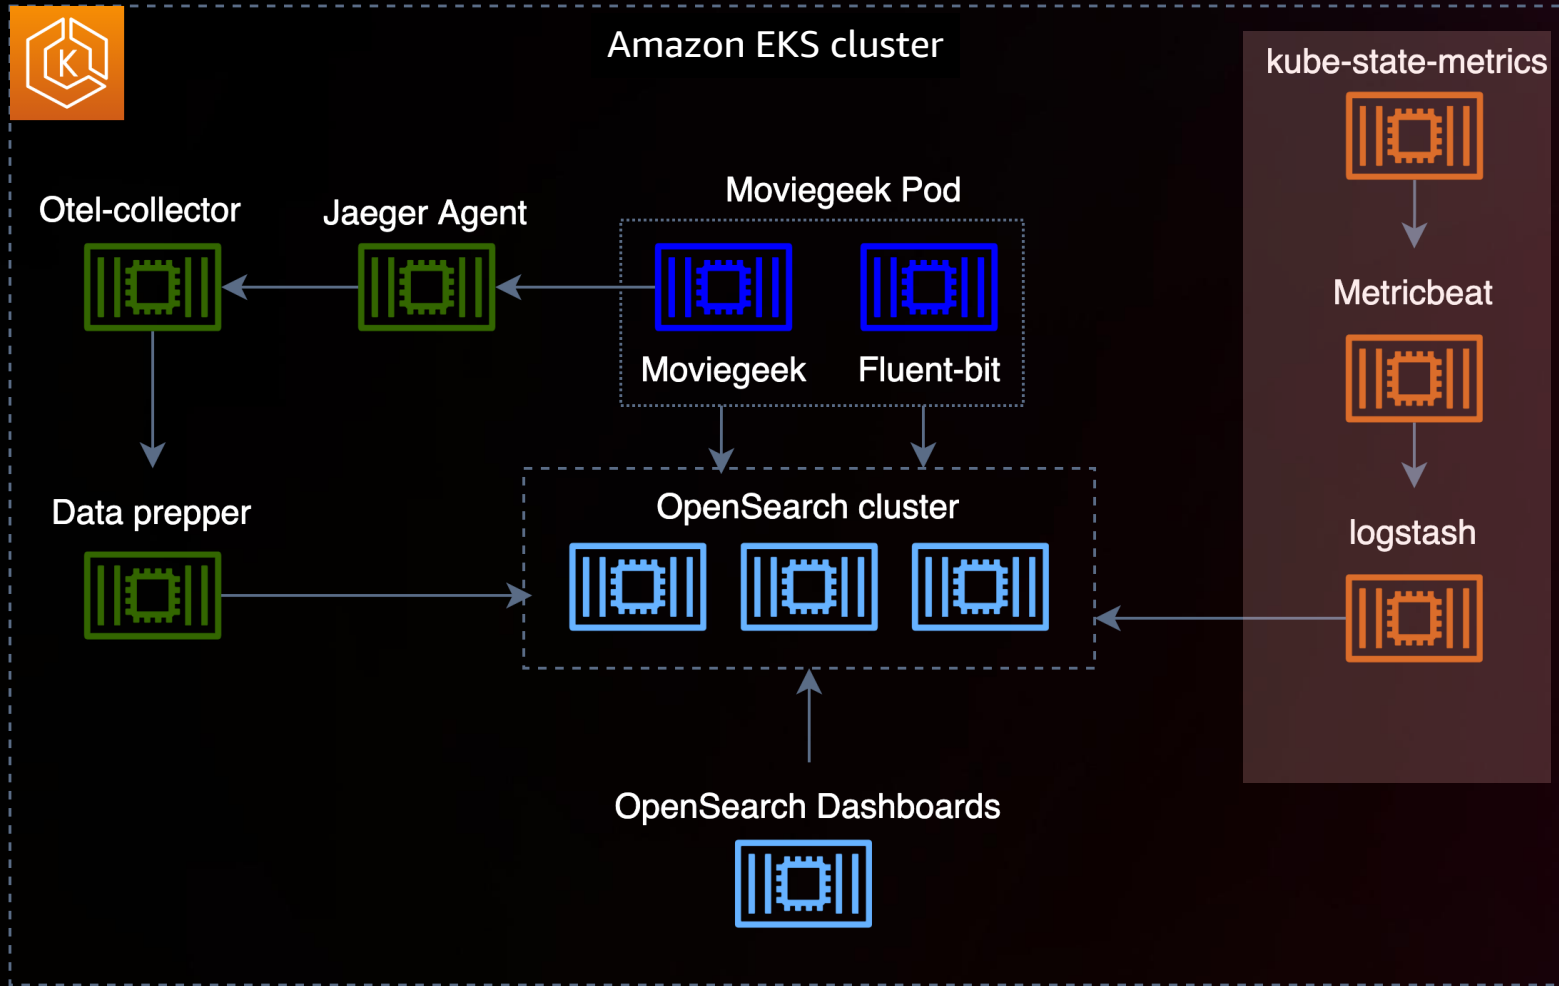 Amazon EKS cluster
K
kube-state-metrics
Moviegeek Pod
Otel-collector
Jaeger Agent
Metricbeat
Moviegeek
Fluent-bit
Data prepper
OpenSearch cluster
logstash
OpenSearch Dashboards